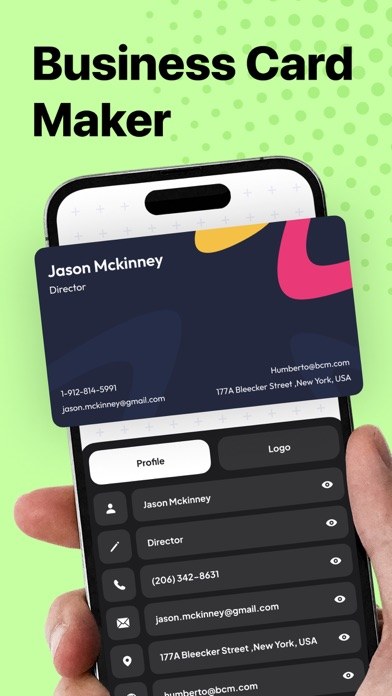 Business Card
Maker
Jason Mckinney
Director
1-912-814-5991
jason.mckinney@gmail.com
Humberto@bcm.com
177A Bleecker Street ,New York, USA
Profile
Logo
Jason Mckinney
Director
(206) 342-8631
jason.mckinney@gmail.com
177A Bleecker Street ,New York, USA
humberto@bcm.com